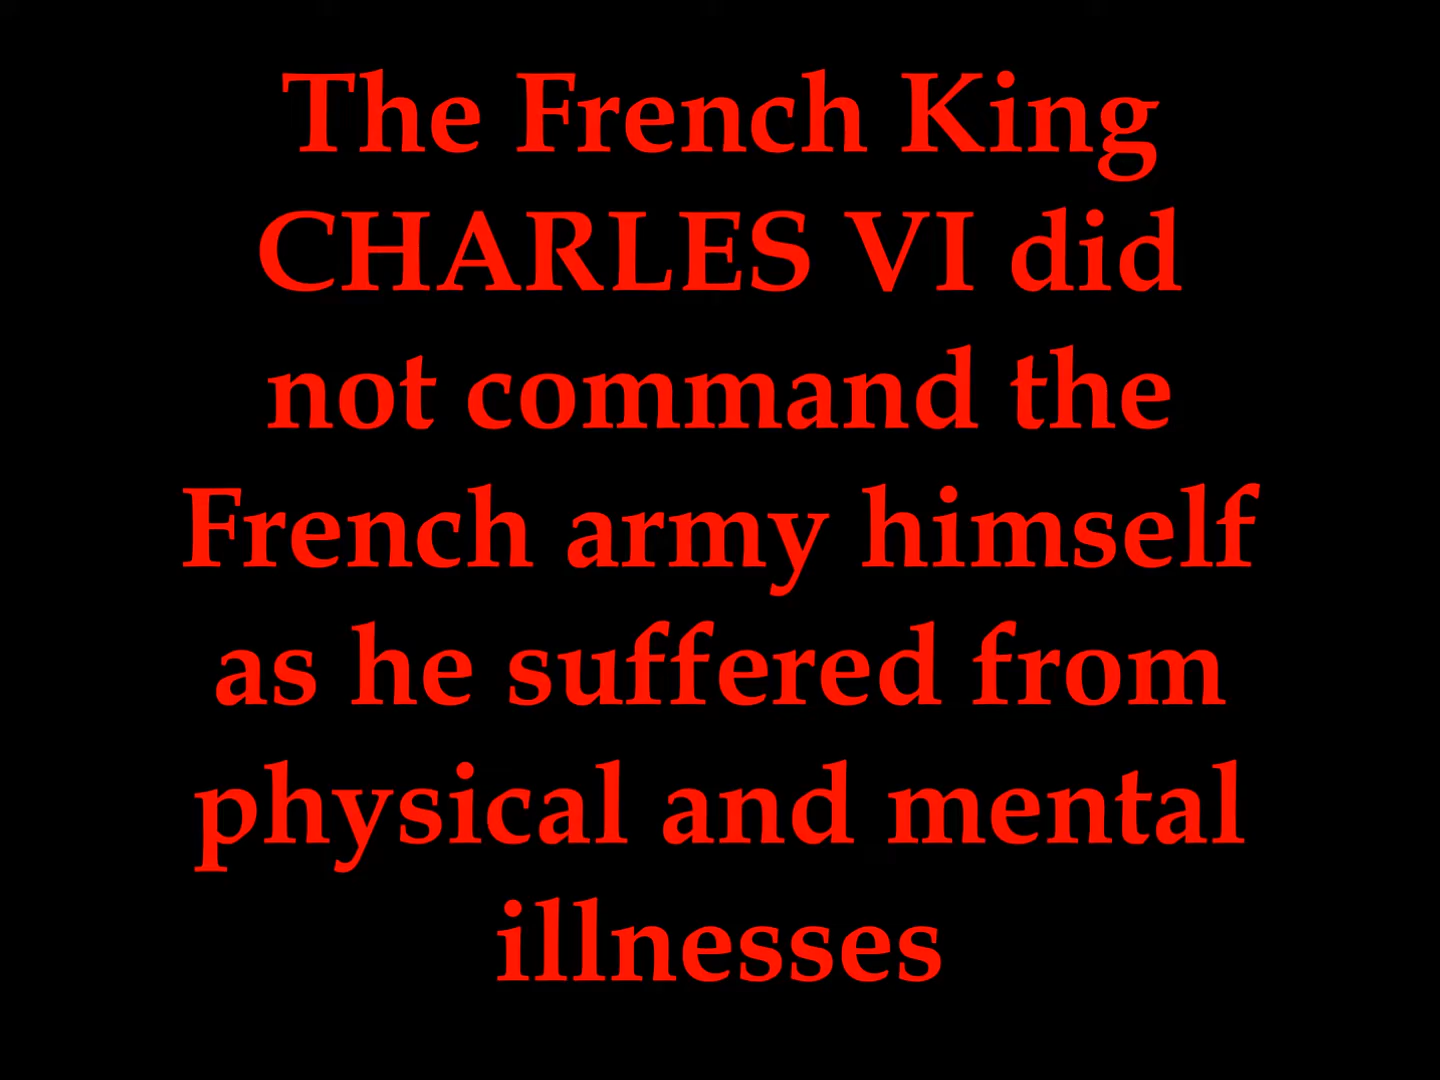 The French King
CHARLES VI did
not command the
French army himself
as he suffered from
physical and mental
illnesses